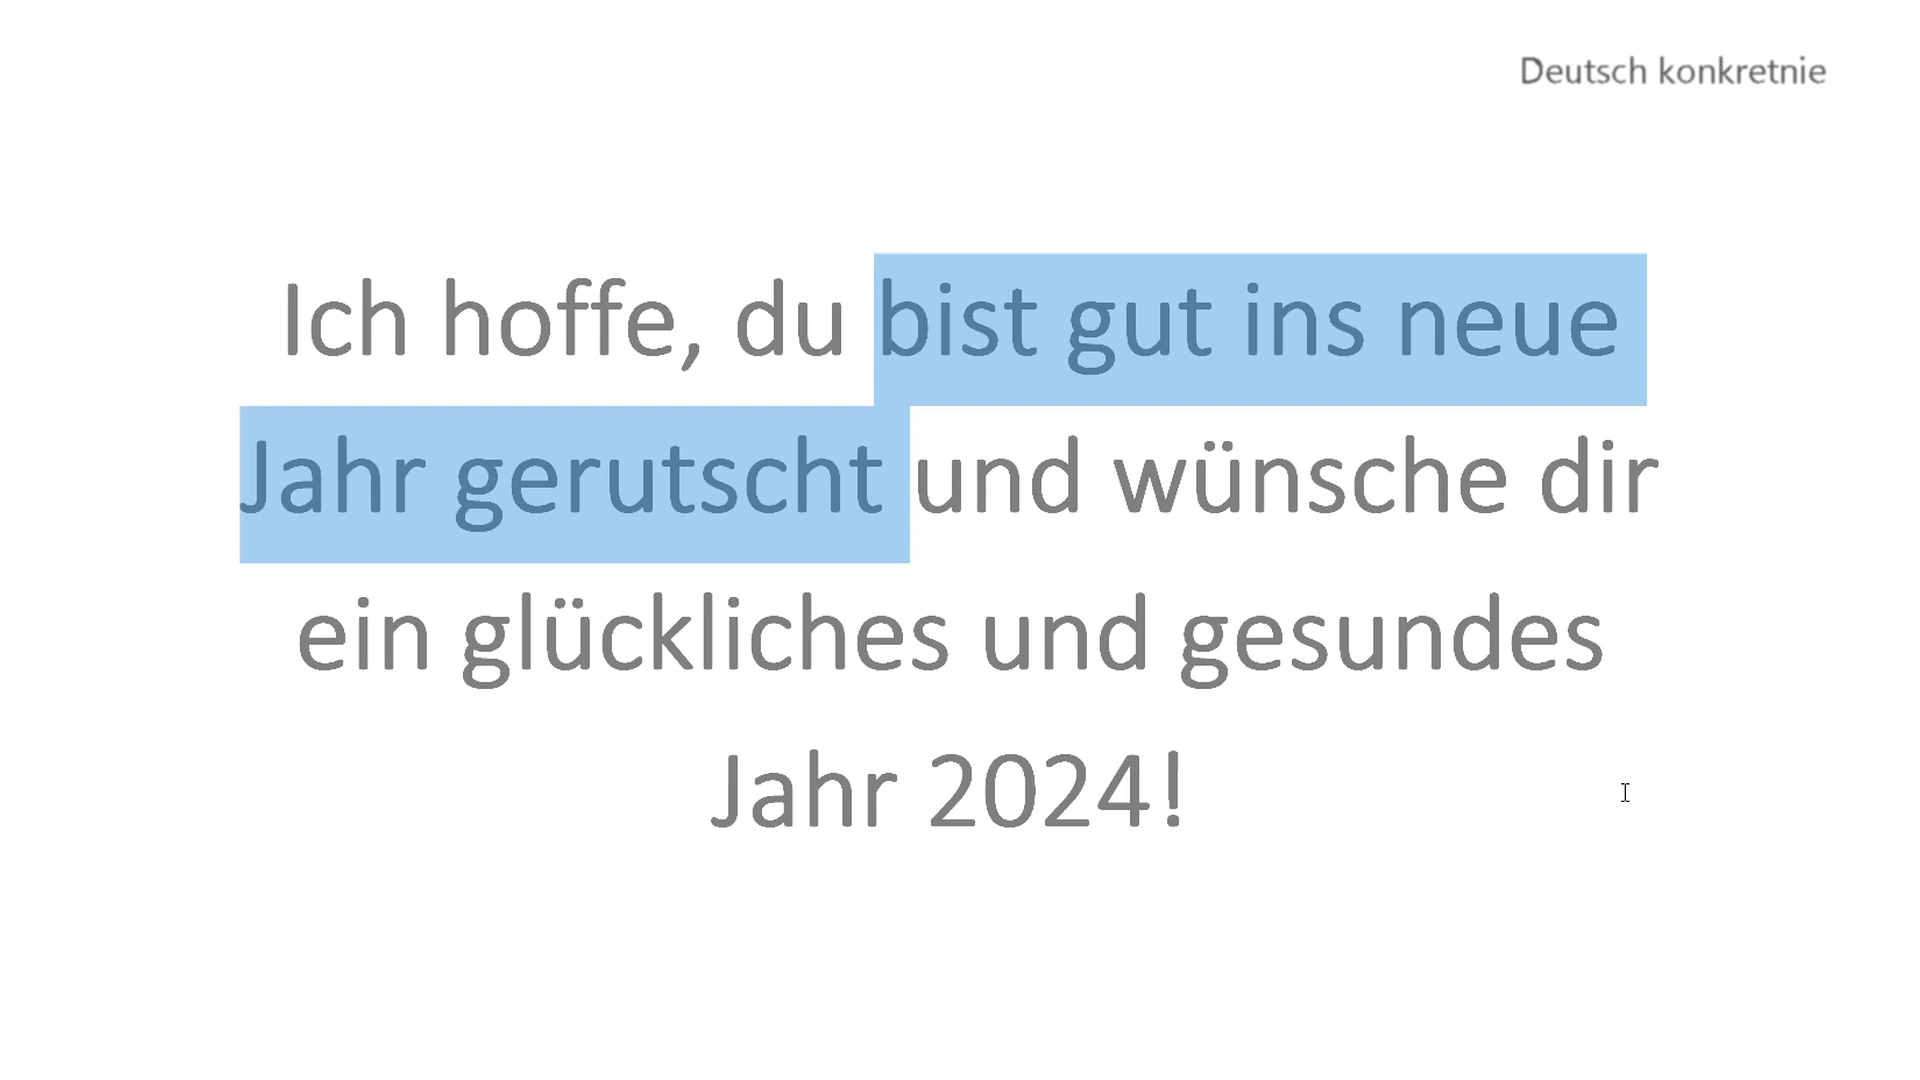 Deutsch konkretnie
Ich hoffe, du bist gut ins neue
Jahr gerutscht und wünsche dir
ein glückliches und gesundes
Jahr 2024!